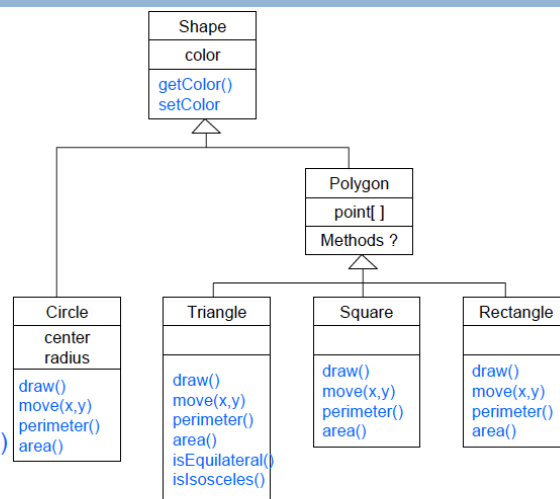 Shape
color
getColor()
setColor
Polygon
point[ ]
Methods ?
Circle
center
radius
draw()
move(x,y)
perimeter()
area()
Triangle
draw()
move(x,y)
perimeter()
area()
isEquilateral()
isIsosceles()
Square
draw()
move(x,y)
perimeter()
area()
Rectangle
draw()
move(x,y)
perimeter()
area()
)